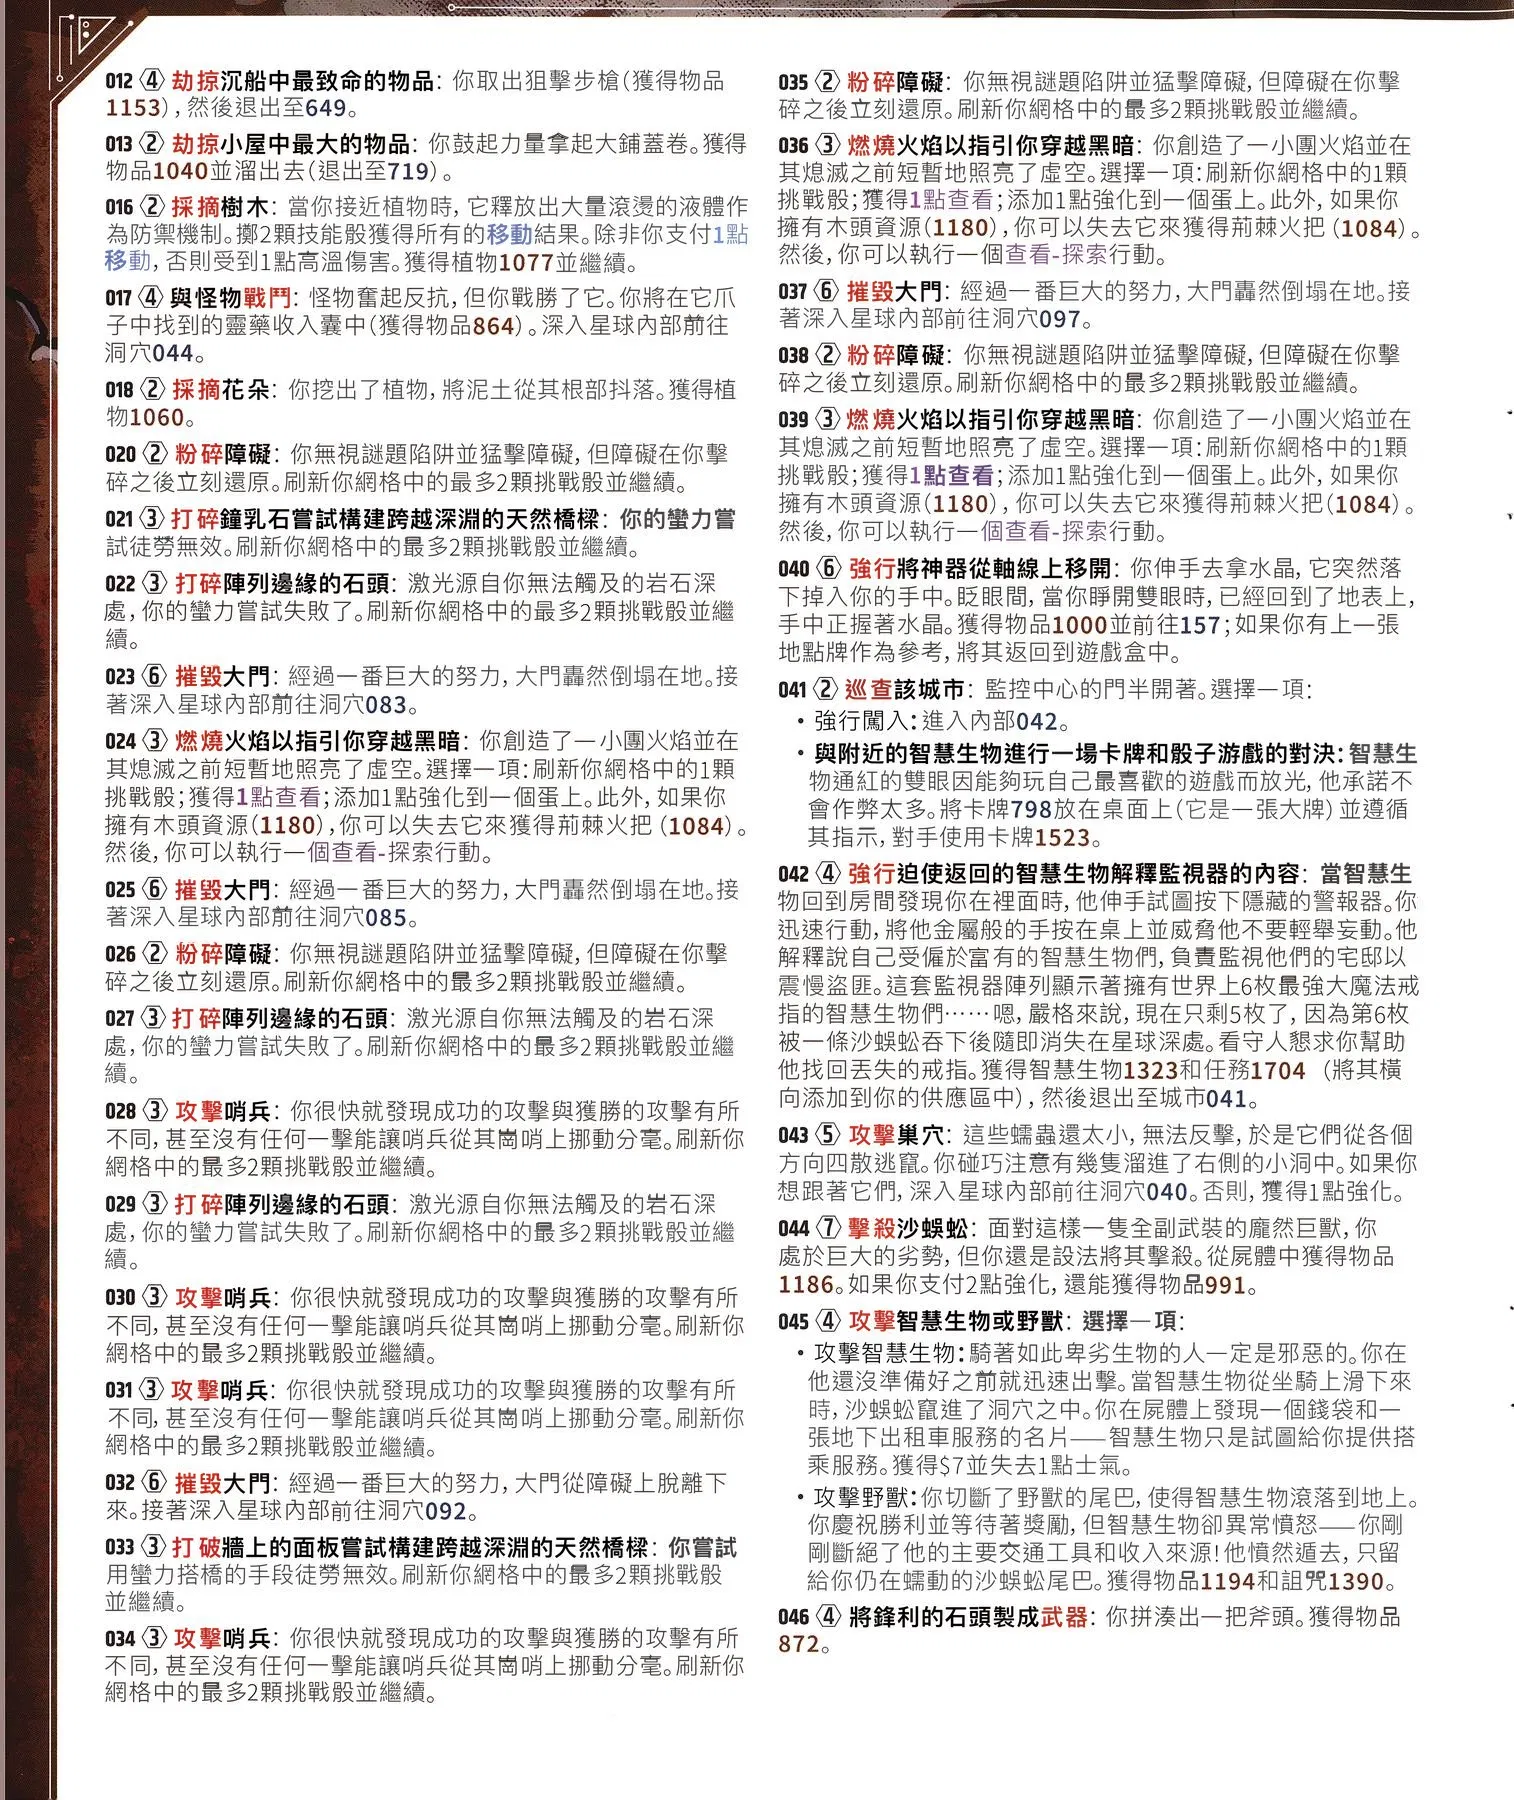 012 ④ 劫掠沉船中最致命的物品: 你取出狙擊步槍(獲得物品
1153),然後退出至649。
013 ② 劫掠小屋中最大的物品: 你鼓起力量拿起大鋪蓋卷。獲得
物品1040並溜出去(退出至719)。
016 ② 採摘樹木: 當你接近植物時,它釋放出大量滾燙的液體作
為防禦機制。擲2顆技能骰獲得所有的移動結果。除非你支付1點
移動,否則受到1點高溫傷害。獲得植物1077並繼續。
017 ④ 與怪物戰鬥: 怪物奮起反抗,但你戰勝了它。你將在它爪
子中找到的靈藥收入囊中(獲得物品864)。深入星球內部前往
洞穴044。
018 ② 採摘花朵: 你挖出了植物,將泥土從其根部抖落。獲得植
物1060。
020 ② 粉碎障礙: 你無視謎題陷阱並猛擊障礙,但障礙在你擊
碎之後立刻還原。刷新你網格中的最多2顆挑戰骰並繼續。
021 ③ 打碎鐘乳石嘗試構建跨越深淵的天然橋樑: 你的蠻力嘗
試徒勞無效。刷新你網格中的最多2顆挑戰骰並繼續。
022 ③ 打碎陣列邊緣的石頭: 激光源自你無法觸及的岩石深
處,你的蠻力嘗試失敗了。刷新你網格中的最多2顆挑戰骰並繼
續。
023 ⑥ 摧毀大門: 經過一番巨大的努力,大門轟然倒塌在地。接
著深入星球內部前往洞穴083。
024 ③ 燃燒火焰以指引你穿越黑暗: 你創造了一小團火焰並在
其熄滅之前短暫地照亮了虛空。選擇一項:刷新你網格中的1顆
挑戰骰;獲得1點查看;添加1點強化到一個蛋上。此外,如果你
擁有木頭資源(1180),你可以失去它來獲得荊棘火把(1084)。
然後,你可以執行一個查看-探索行動。
025 ⑥ 摧毀大門: 經過一番巨大的努力,大門轟然倒塌在地。接
著深入星球內部前往洞穴085。
026 ② 粉碎障礙: 你無視謎題陷阱並猛擊障礙,但障礙在你擊
碎之後立刻還原。刷新你網格中的最多2顆挑戰骰並繼續。
027 ③ 打碎陣列邊緣的石頭: 激光源自你無法觸及的岩石深
處,你的蠻力嘗試失敗了。刷新你網格中的最多2顆挑戰骰並繼
續。
028 ③ 攻擊哨兵: 你很快就發現成功的攻擊與獲勝的攻擊有所
不同,甚至沒有任何一擊能讓哨兵從其崗哨上挪動分毫。刷新你
網格中的最多2顆挑戰骰並繼續。
029 ③ 打碎陣列邊緣的石頭: 激光源自你無法觸及的岩石深
處,你的蠻力嘗試失敗了。刷新你網格中的最多2顆挑戰骰並繼
續。
030 ③ 攻擊哨兵: 你很快就發現成功的攻擊與獲勝的攻擊有所
不同,甚至沒有任何一擊能讓哨兵從其崗哨上挪動分毫。刷新你
網格中的最多2顆挑戰骰並繼續。
031 ③ 攻擊哨兵: 你很快就發現成功的攻擊與獲勝的攻擊有所
不同,甚至沒有任何一擊能讓哨兵從其崗哨上挪動分毫。刷新你
網格中的最多2顆挑戰骰並繼續。
032 ⑥ 摧毀大門: 經過一番巨大的努力,大門從障礙上脫離下
來。接著深入星球內部前往洞穴092。
033 ③ 打破牆上的面板嘗試構建跨越深淵的天然橋樑: 你嘗試
用蠻力搭橋的手段徒勞無效。刷新你網格中的最多2顆挑戰骰
並繼續。
034 ③ 攻擊哨兵: 你很快就發現成功的攻擊與獲勝的攻擊有所
不同,甚至沒有任何一擊能讓哨兵從其崗哨上挪動分毫。刷新你
網格中的最多2顆挑戰骰並繼續。
035 ② 粉碎障礙: 你無視謎題陷阱並猛擊障礙,但障礙在你擊
碎之後立刻還原。刷新你網格中的最多2顆挑戰骰並繼續。
036 ③ 燃燒火焰以指引你穿越黑暗: 你創造了一小團火焰並在
其熄滅之前短暫地照亮了虛空。選擇一項:刷新你網格中的1顆
挑戰骰;獲得1點查看;添加1點強化到一個蛋上。此外,如果你
擁有木頭資源(1180),你可以失去它來獲得荊棘火把(1084)。
然後,你可以執行一個查看-探索行動。
037 ⑥ 摧毀大門: 經過一番巨大的努力,大門轟然倒塌在地。接
著深入星球內部前往洞穴097。
038 ② 粉碎障礙: 你無視謎題陷阱並猛擊障礙,但障礙在你擊
碎之後立刻還原。刷新你網格中的最多2顆挑戰骰並繼續。
039 ③ 燃燒火焰以指引你穿越黑暗: 你創造了一小團火焰並在
其熄滅之前短暫地照亮了虛空。選擇一項:刷新你網格中的1顆
挑戰骰;獲得1點查看;添加1點強化到一個蛋上。此外,如果你
擁有木頭資源(1180),你可以失去它來獲得荊棘火把(1084)。
然後,你可以執行一個查看-探索行動。
040 ⑥ 強行將神器從軸線上移開: 你伸手去拿水晶,它突然落
下掉入你的手中。眨眼間,當你睜開雙眼時,已經回到了地表上,
手中正握著水晶。獲得物品1000並前往157;如果你有上一張
地點牌作為參考,將其返回到遊戲盒中。
041 ② 巡查該城市: 監控中心的門半開著。選擇一項:
• 強行闖入:進入內部042。
• 與附近的智慧生物進行一場卡牌和骰子游戲的對決:智慧生
物通紅的雙眼因能夠玩自己最喜歡的遊戲而放光,他承諾不
會作弊太多。將卡牌798放在桌面上(它是一張大牌)並遵循
其指示,對手使用卡牌1523。
042 ④ 強行迫使返回的智慧生物解釋監視器的內容: 當智慧生
物回到房間發現你在裡面時,他伸手試圖按下隱藏的警報器。你
迅速行動,將他金屬般的手按在桌上並威脅他不要輕舉妄動。他
解釋說自己受僱於富有的智慧生物們,負責監視他們的宅邸以
震慢盜匪。這套監視器陣列顯示著擁有世界上6枚最強大魔法戒
指的智慧生物們⋯⋯嗯,嚴格來說,現在只剩5枚了,因為第6枚
被一條沙蜈蚣吞下後隨即消失在星球深處。看守人懇求你幫助
他找回丟失的戒指。獲得智慧生物1323和任務1704 (將其橫
向添加到你的供應區中),然後退出至城市041。
043 ⑤ 攻擊巢穴: 這些蠕蟲還太小,無法反擊,於是它們從各個
方向四散逃竄。你碰巧注意有幾隻溜進了右側的小洞中。如果你
想跟著它們,深入星球內部前往洞穴040。否則,獲得1點強化。
044 ⑦ 擊殺沙蜈蚣: 面對這樣一隻全副武裝的龐然巨獸,你
處於巨大的劣勢,但你還是設法將其擊殺。從屍體中獲得物品
1186。如果你支付2點強化,還能獲得物品991。
045 ④ 攻擊智慧生物或野獸: 選擇一項:
• 攻擊智慧生物:騎著如此卑劣生物的人一定是邪惡的。你在
他還沒準備好之前就迅速出擊。當智慧生物從坐騎上滑下來
時,沙蜈蚣竄進了洞穴之中。你在屍體上發現一個錢袋和一
張地下出租車服務的名片——智慧生物只是試圖給你提供搭
乘服務。獲得$7並失去1點士氣。
• 攻擊野獸:你切斷了野獸的尾巴,使得智慧生物滾落到地上。
你慶祝勝利並等待著獎勵,但智慧生物卻異常憤怒——你剛
剛斷絕了他的主要交通工具和收入來源!他憤然遁去,只留
給你仍在蠕動的沙蜈蚣尾巴。獲得物品1194和詛咒1390。
046 ④ 將鋒利的石頭製成武器: 你拼湊出一把斧頭。獲得物品
872。